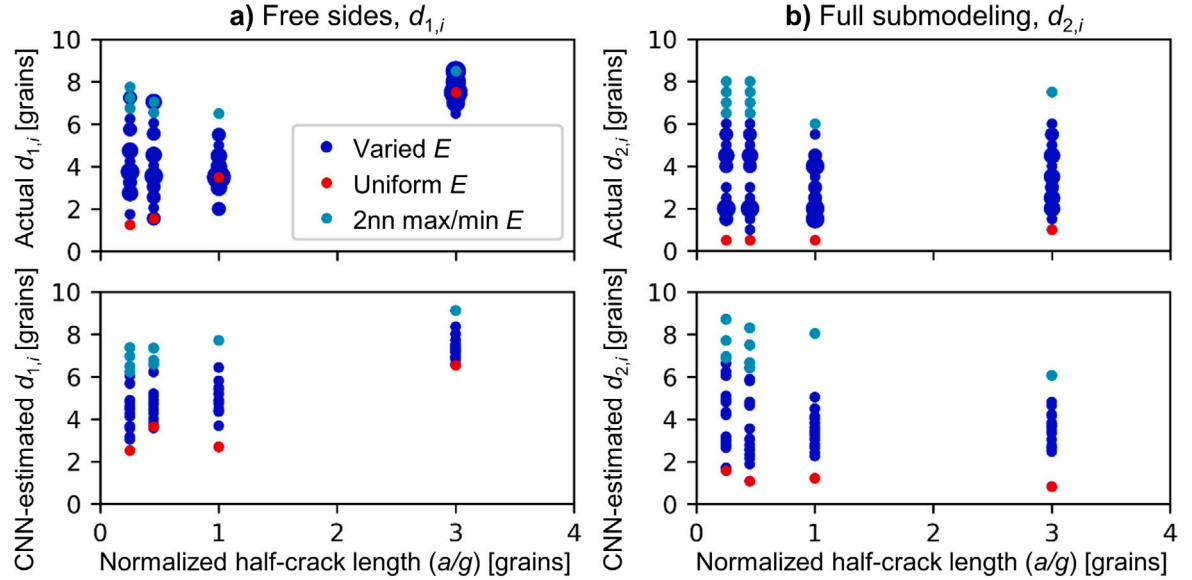 a) Free sides, d1,i
Actual d1,i [grains]
10
8
6
4
2
0
Varied E
Uniform E
2nn max/min E
CNN-estimated d1,i [grains]
10
8
6
4
2
0
0 1 2 3 4
Normalized half-crack length (a/g) [grains]
b) Full submodeling, d2,i
Actual d2,i [grains]
10
8
6
4
2
0
CNN-estimated d2,i [grains]
10
8
6
4
2
0
0 1 2 3 4
Normalized half-crack length (a/g) [grains]